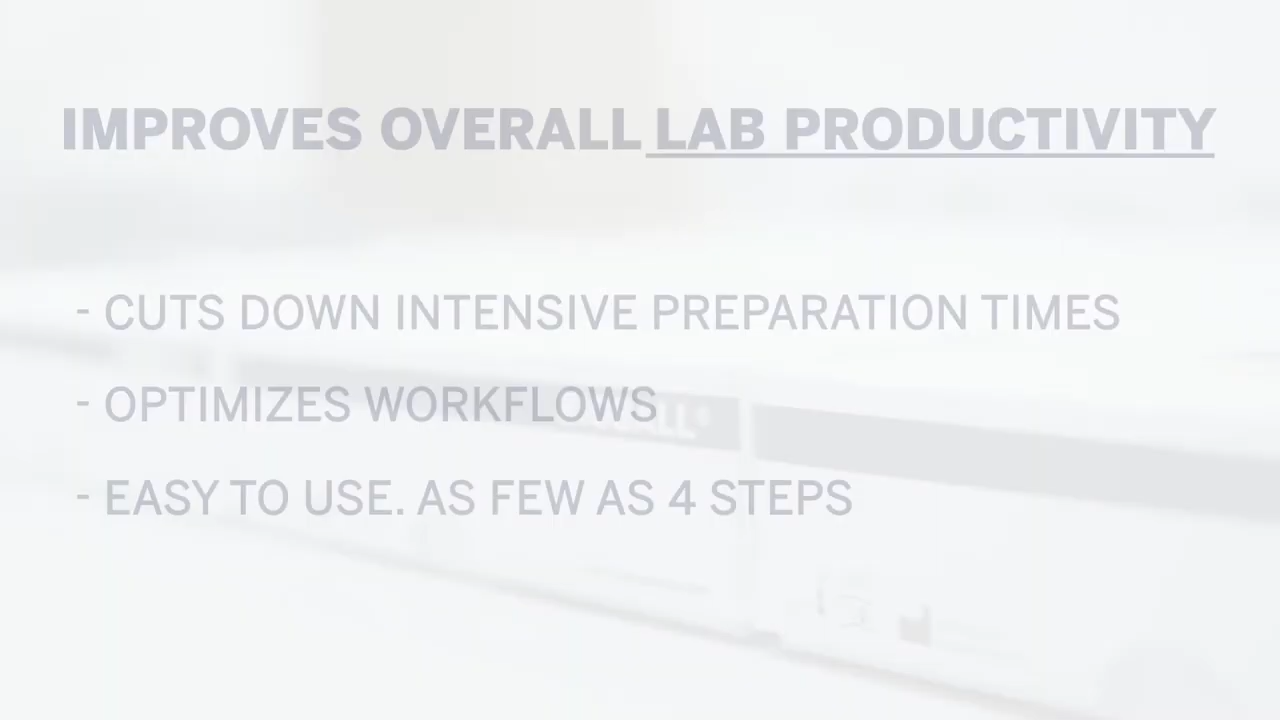 IMPROVES OVERALL LAB PRODUCTIVITY
- CUTS DOWN INTENSIVE PREPARATION TIMES
- OPTIMIZES WORKFLOWS
- EASY TO USE. AS FEW AS 4 STEPS